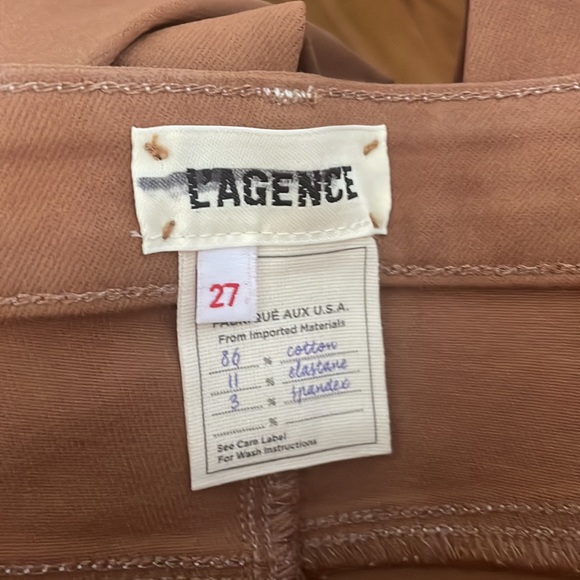 L'AGENCE
27
FABRIQUÉ AUX U.S.A.
From Imported Materials
86 % cotton
11 % elastane
3 % spandex
%
See Care Label
For Wash Instructions